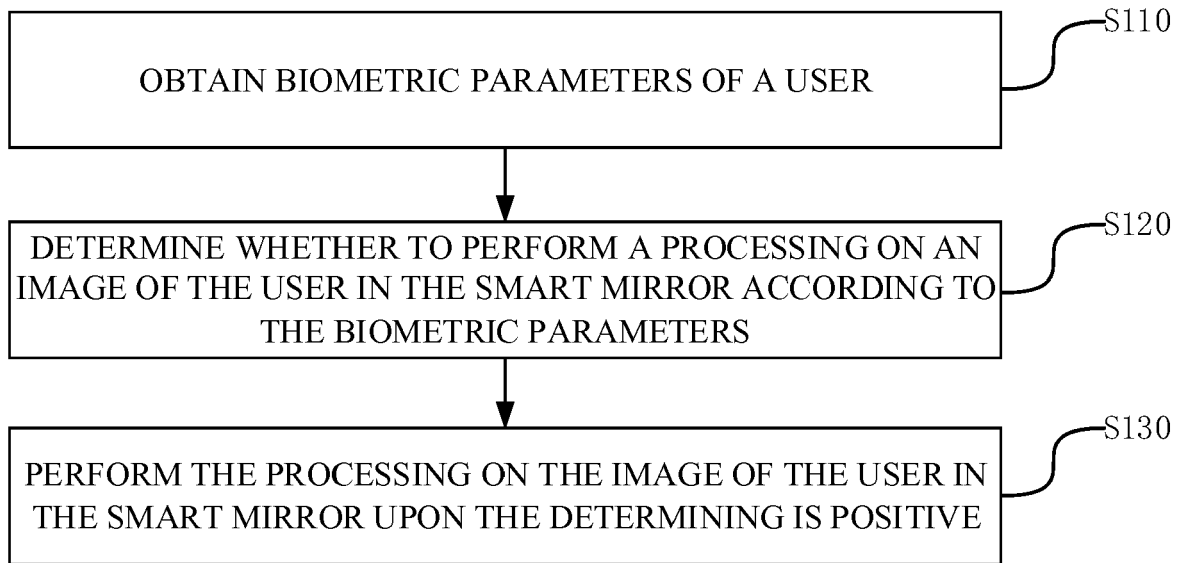 S110
OBTAIN BIOMETRIC PARAMETERS OF A USER
S120
DETERMINE WHETHER TO PERFORM A PROCESSING ON AN
IMAGE OF THE USER IN THE SMART MIRROR ACCORDING TO
THE BIOMETRIC PARAMETERS
S130
PERFORM THE PROCESSING ON THE IMAGE OF THE USER IN
THE SMART MIRROR UPON THE DETERMINING IS POSITIVE